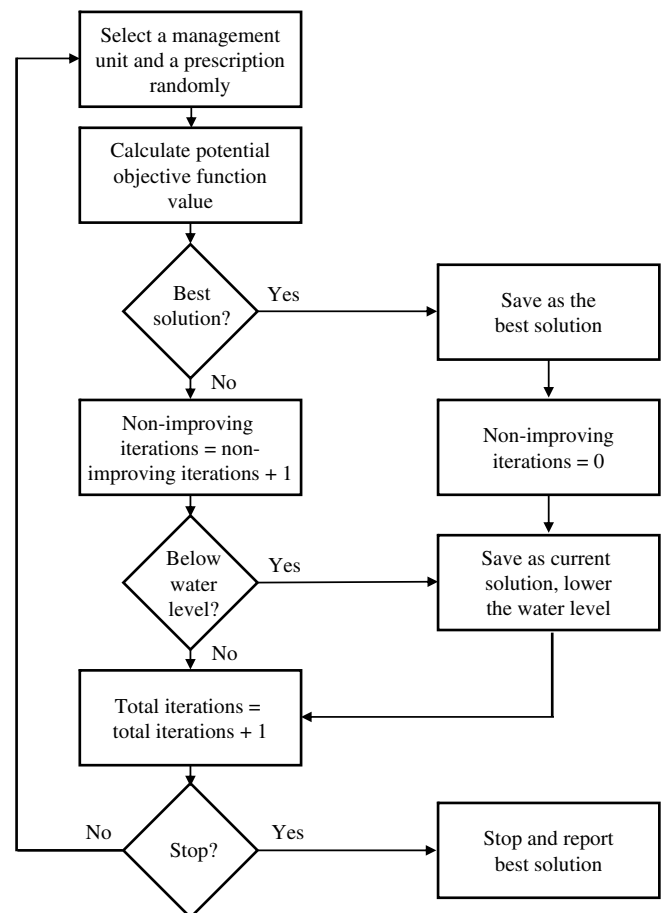 Select a management
unit and a prescription
randomly
Calculate potential
objective function
value
Best
solution?
Yes
Save as the
best solution
No
Non-improving
iterations = non-
improving iterations + 1
Non-improving
iterations = 0
Below
water
level?
Yes
Save as current
solution, lower
the water level
No
Total iterations =
total iterations + 1
No
Stop?
Yes
Stop and report
best solution